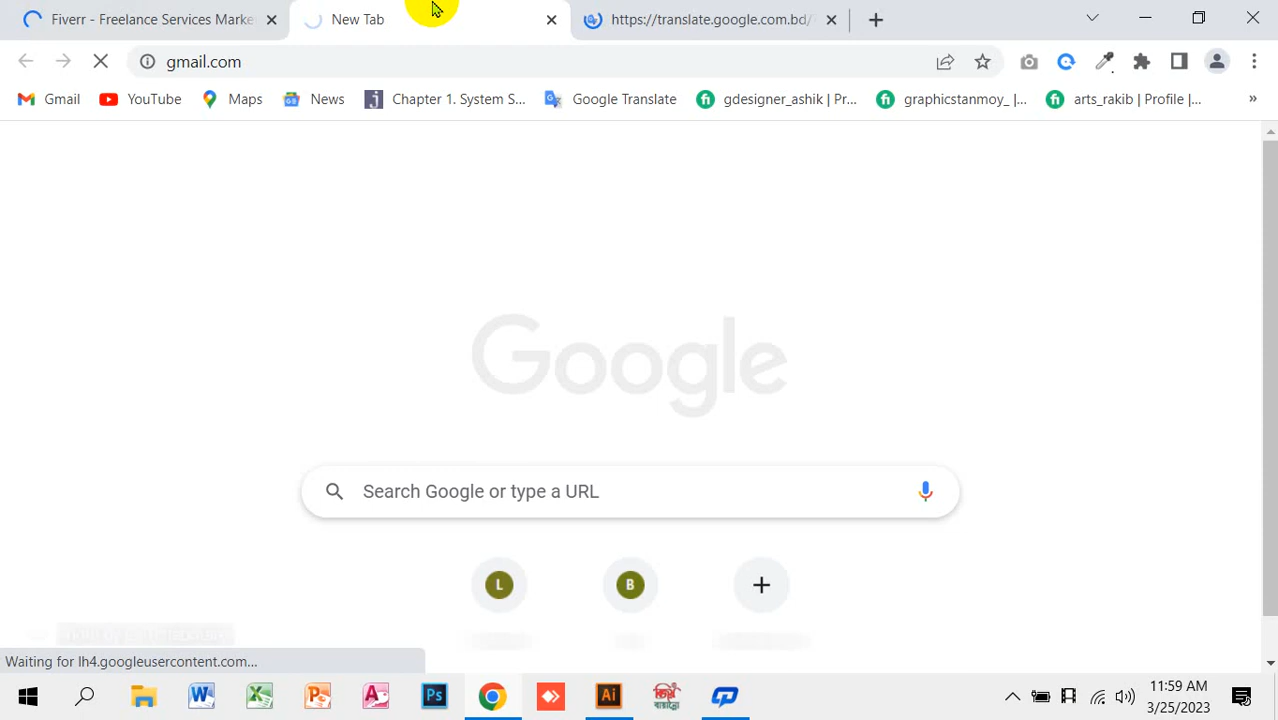 Fiverr - Freelance Services Marke
New Tab
https://translate.google.com.bd/
gmail.com
Gmail
YouTube
Maps
News
Chapter 1. System S...
Google Translate
gdesigner_ashik | Pr...
graphicstanmoy_ |...
arts_rakib | Profile |...
»
Google
Search Google or type a URL
L
B
Waiting for lh4.googleusercontent.com...
Ps
Ai
11:59 AM
3/25/2023